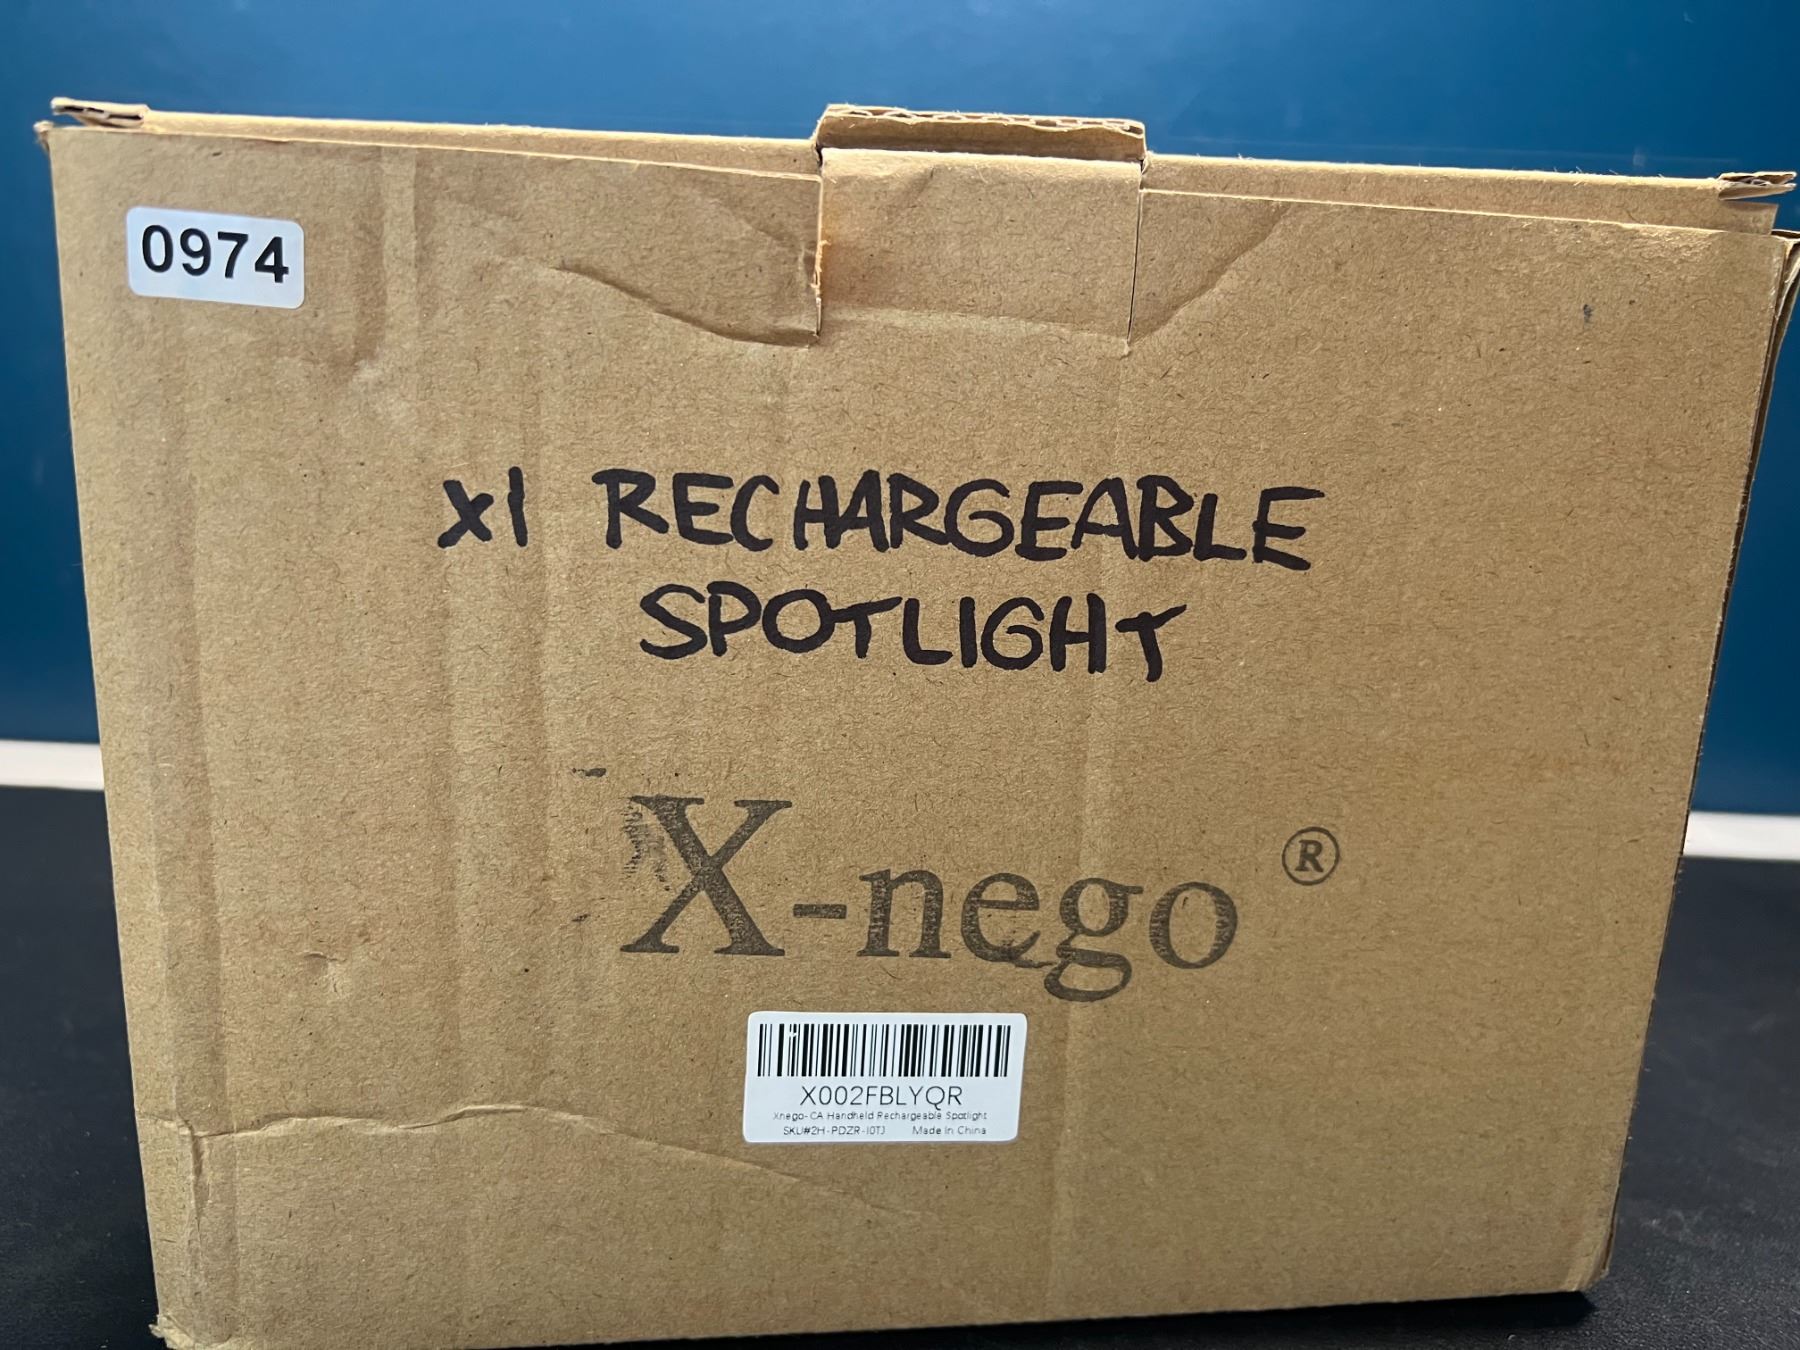 0974
x1 RECHARGEABLE
SPOTLIGHT
X-nego ®
X002FBLYQR
Xnego-CA Handheld Rechargeable Spotlight
SKU#2H-PDZR-I0TJ Made In China